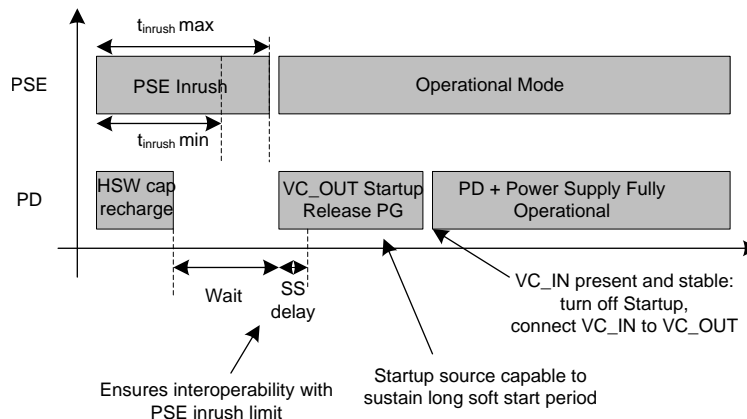 t_inrush max
PSE
PSE Inrush
Operational Mode
t_inrush min
PD
HSW cap
recharge
VC_OUT Startup
Release PG
PD + Power Supply Fully
Operational
Wait
SS
delay
VC_IN present and stable:
turn off Startup,
connect VC_IN to VC_OUT
Ensures interoperability with
PSE inrush limit
Startup source capable to
sustain long soft start period